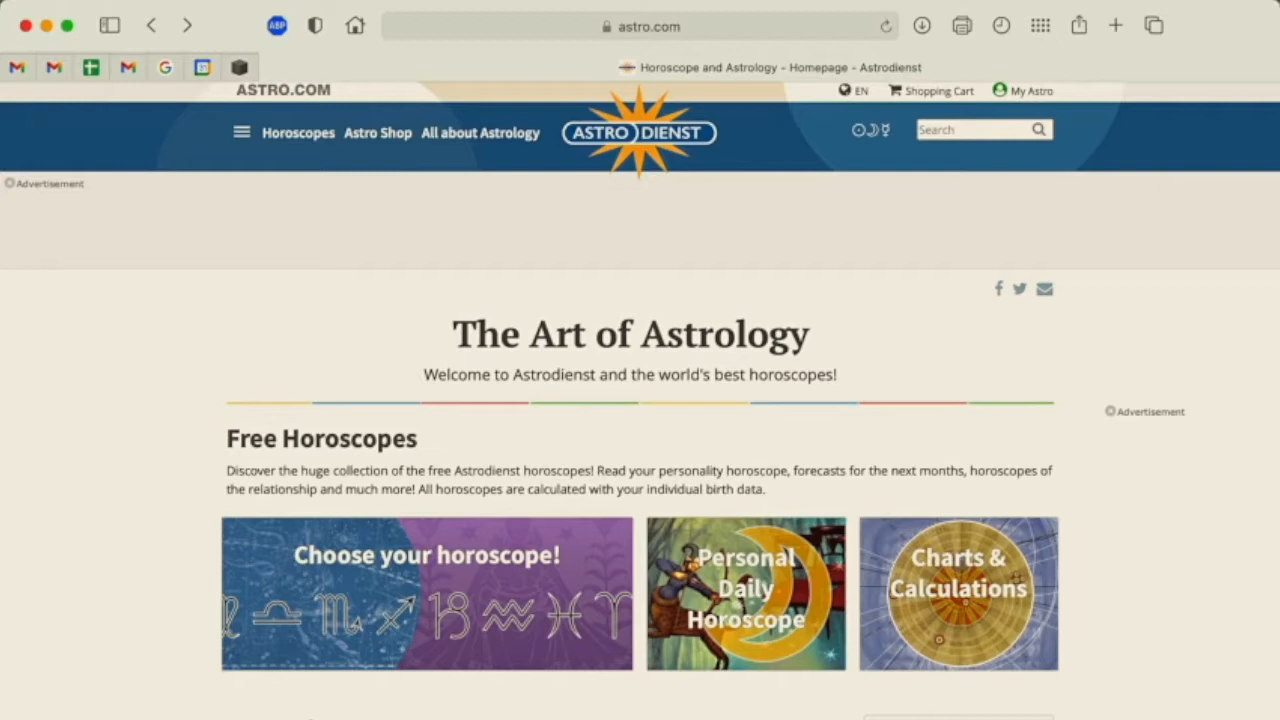 ABP
astro.com
Horoscope and Astrology - Homepage - Astrodienst
ASTRO.COM
EN
Shopping Cart
My Astro
Horoscopes
Astro Shop
All about Astrology
ASTRO DIENST
Search
Advertisement
The Art of Astrology
Welcome to Astrodienst and the world's best horoscopes!
Advertisement
Free Horoscopes
Discover the huge collection of the free Astrodienst horoscopes! Read your personality horoscope, forecasts for the next months, horoscopes of
the relationship and much more! All horoscopes are calculated with your individual birth data.
Choose your horoscope!
Personal
Daily
Horoscope
Charts &
Calculations